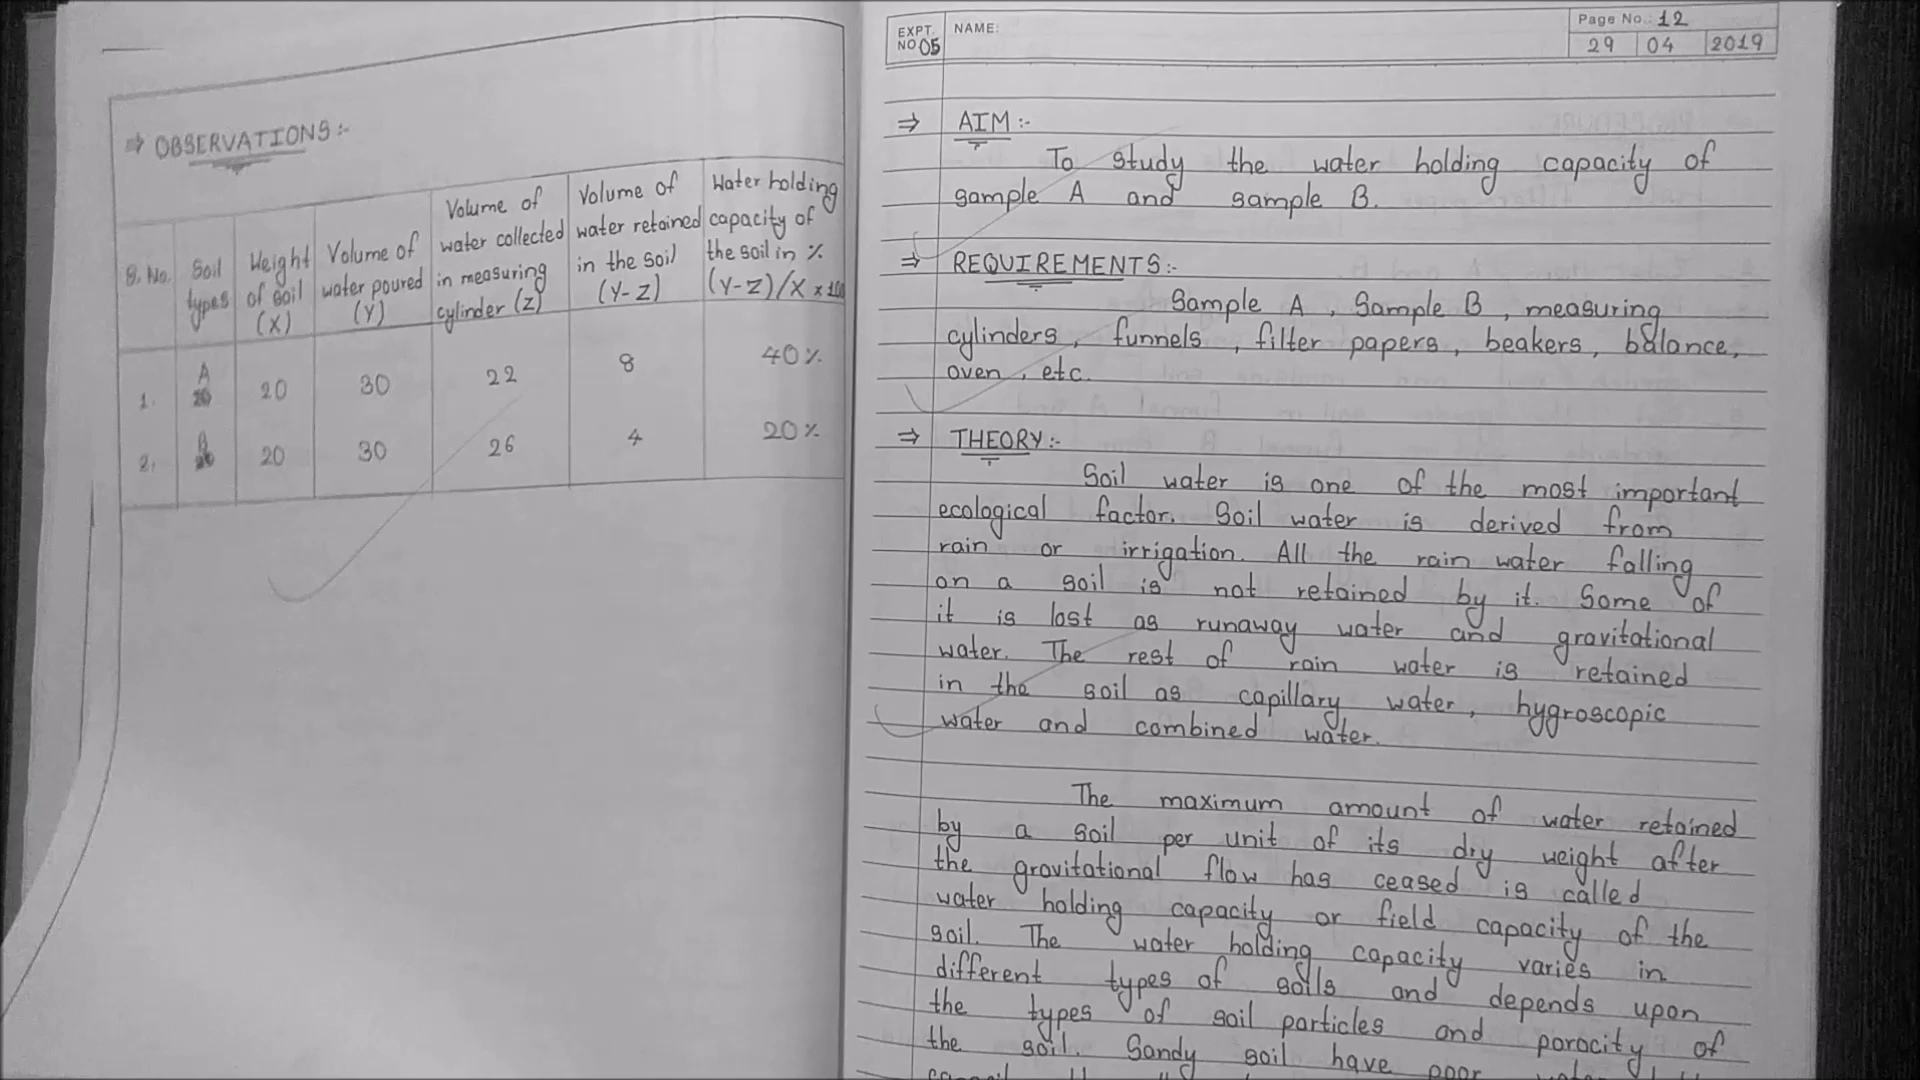 ⇒ OBSERVATIONS:-
S. No.
Soil
types
Weight
of soil
(X)
Volume of
water poured
(Y)
Volume of
water collected
in measuring
cylinder (Z)
Volume of
water retained
in the soil
(Y-Z)
Water holding
capacity of
the soil in %
(Y-Z)/X x 100
1. A 20 30 22 8 40%
2. B 20 30 26 4 20%
EXPT. NO 05
NAME:
Page No.: 12
29 04 2019
⇒ AIM:-
To study the water holding capacity of
sample A and sample B.
⇒ REQUIREMENTS:-
Sample A, Sample B, measuring
cylinders, funnels, filter papers, beakers, balance,
oven, etc.
⇒ THEORY:-
Soil water is one of the most important
ecological factor. Soil water is derived from
rain or irrigation. All the rain water falling
on a soil is not retained by it. Some of
it is lost as runaway water and gravitational
water. The rest of rain water is retained
in the soil as capillary water, hygroscopic
water and combined water.
The maximum amount of water retained
by a soil per unit of its dry weight after
the gravitational flow has ceased is called
water holding capacity or field capacity of the
soil. The water holding capacity varies in
different types of soils and depends upon
the types of soil particles and porocity of
the soil. Sandy soil have poor water